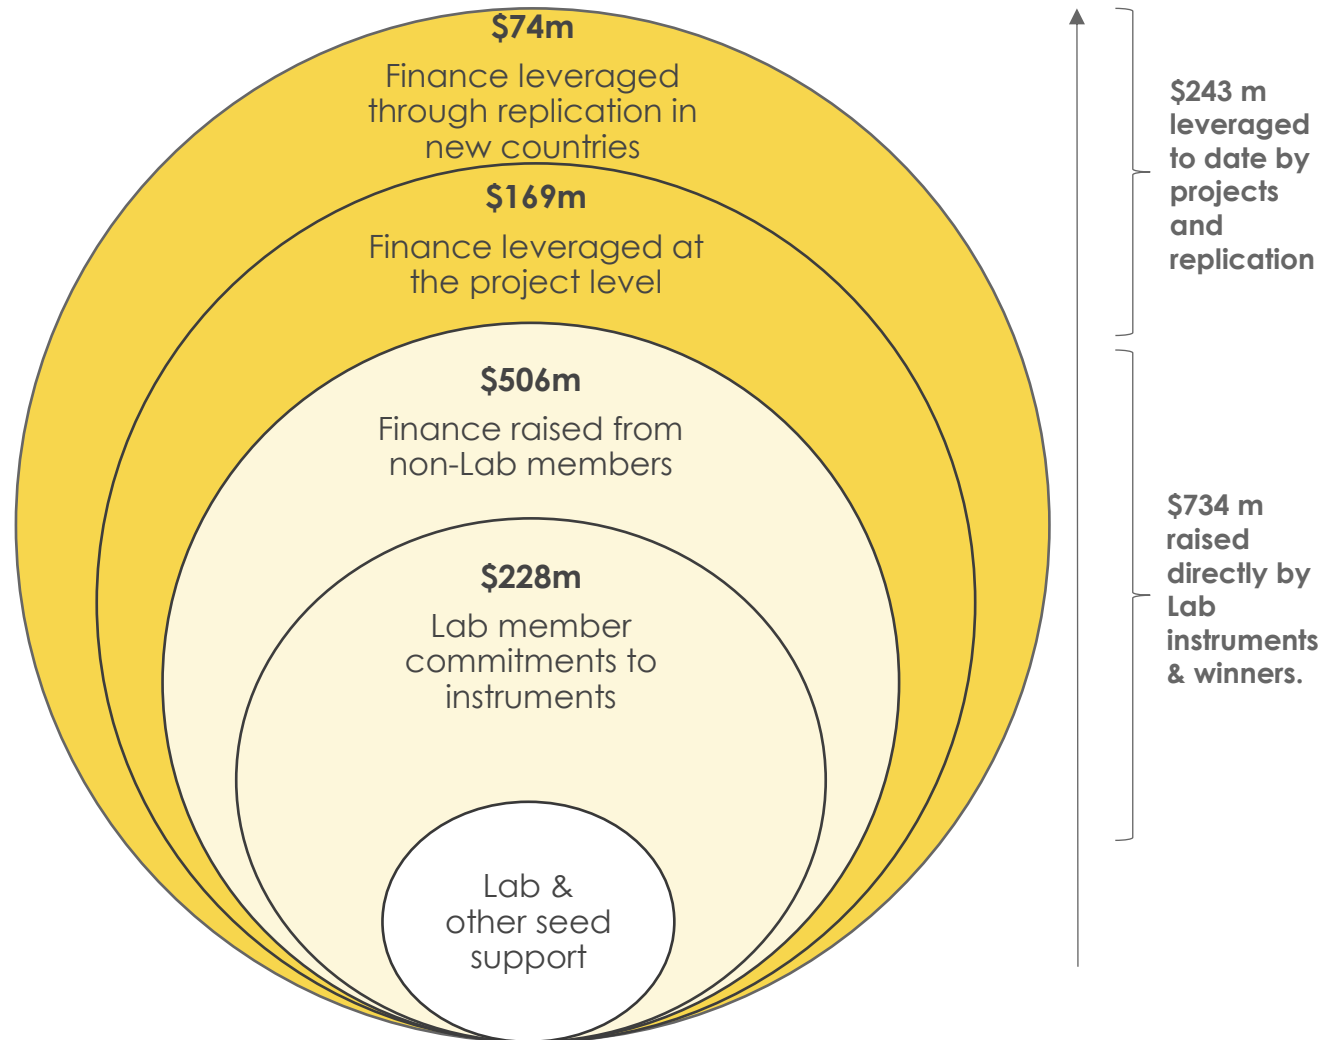 $74m
Finance leveraged
through replication in
new countries
$169m
Finance leveraged at
the project level
$506m
Finance raised from
non-Lab members
$228m
Lab member
commitments to
instruments
Lab &
other seed
support
$243 m
leveraged
to date by
projects
and
replication
$734 m
raised
directly by
Lab
instruments
& winners.